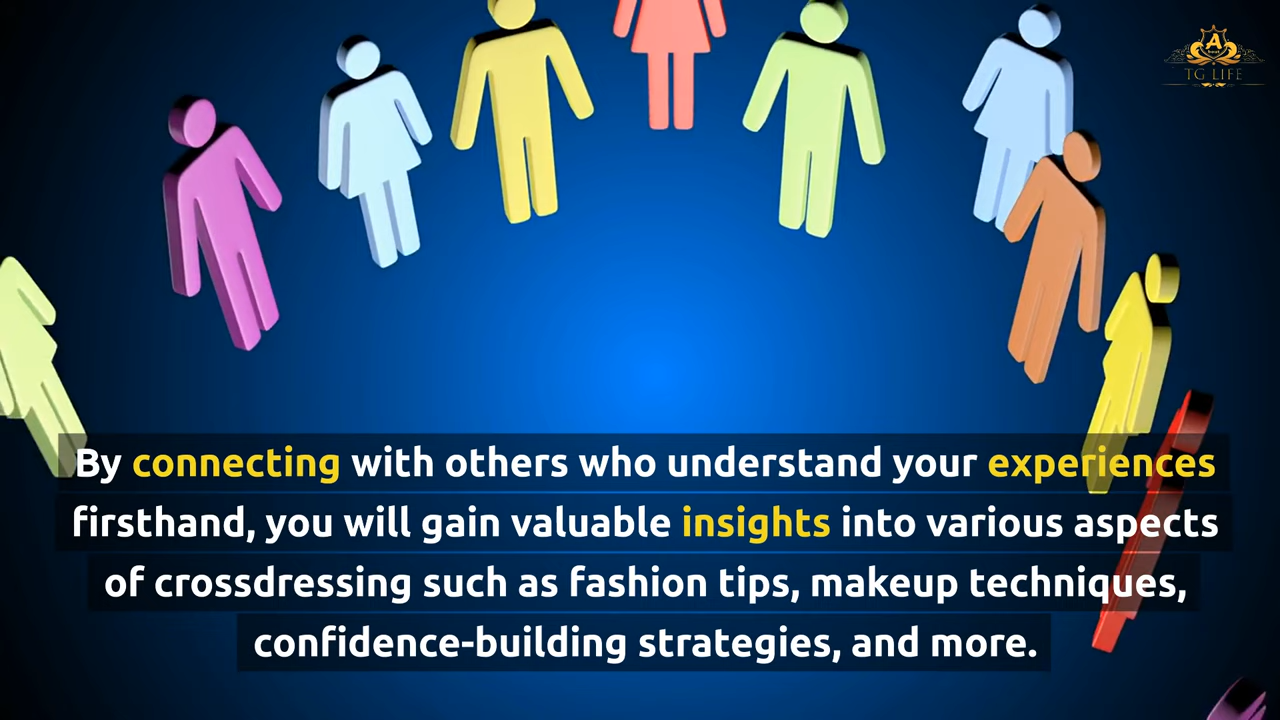 A
TG LIFE
By connecting with others who understand your experiences
firsthand, you will gain valuable insights into various aspects
of crossdressing such as fashion tips, makeup techniques,
confidence-building strategies, and more.